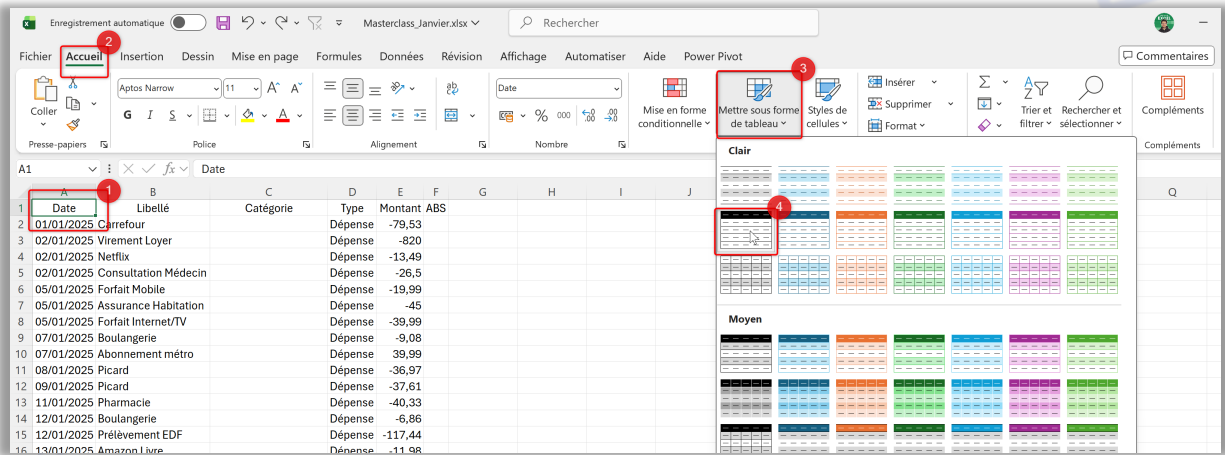 Enregistrement automatique Masterclass_Janvier.xlsx Rechercher
2
Fichier Accueil Insertion Dessin Mise en page Formules Données Révision Affichage Automatiser Aide Power Pivot Commentaires
3
Coller
Aptos Narrow 11 A A
G I S A
ab
Date
% 000
Mise en forme conditionnelle
Mettre sous forme de tableau
Styles de cellules
Insérer
Supprimer
Format
Trier et filtrer
Rechercher et sélectionner
Compléments
Presse-papiers Police Alignement Nombre Compléments
Clair
A1 fx Date
1
A B C D E F G H I J Q
1 Date Libellé Catégorie Type Montant ABS
4
2 01/01/2025 Carrefour Dépense -79,53
3 02/01/2025 Virement Loyer Dépense -820
4 02/01/2025 Netflix Dépense -13,49
5 02/01/2025 Consultation Médecin Dépense -26,5
6 05/01/2025 Forfait Mobile Dépense -19,99
7 05/01/2025 Assurance Habitation Dépense -45
8 05/01/2025 Forfait Internet/TV Dépense -39,99
Moyen
9 07/01/2025 Boulangerie Dépense -9,08
10 07/01/2025 Abonnement métro Dépense 39,99
11 08/01/2025 Picard Dépense -36,97
12 09/01/2025 Picard Dépense -37,61
13 11/01/2025 Pharmacie Dépense -40,33
14 12/01/2025 Boulangerie Dépense -6,86
15 12/01/2025 Prélèvement EDF Dépense -117,44
16 13/01/2025 Amazon Livre Dépense -11,98